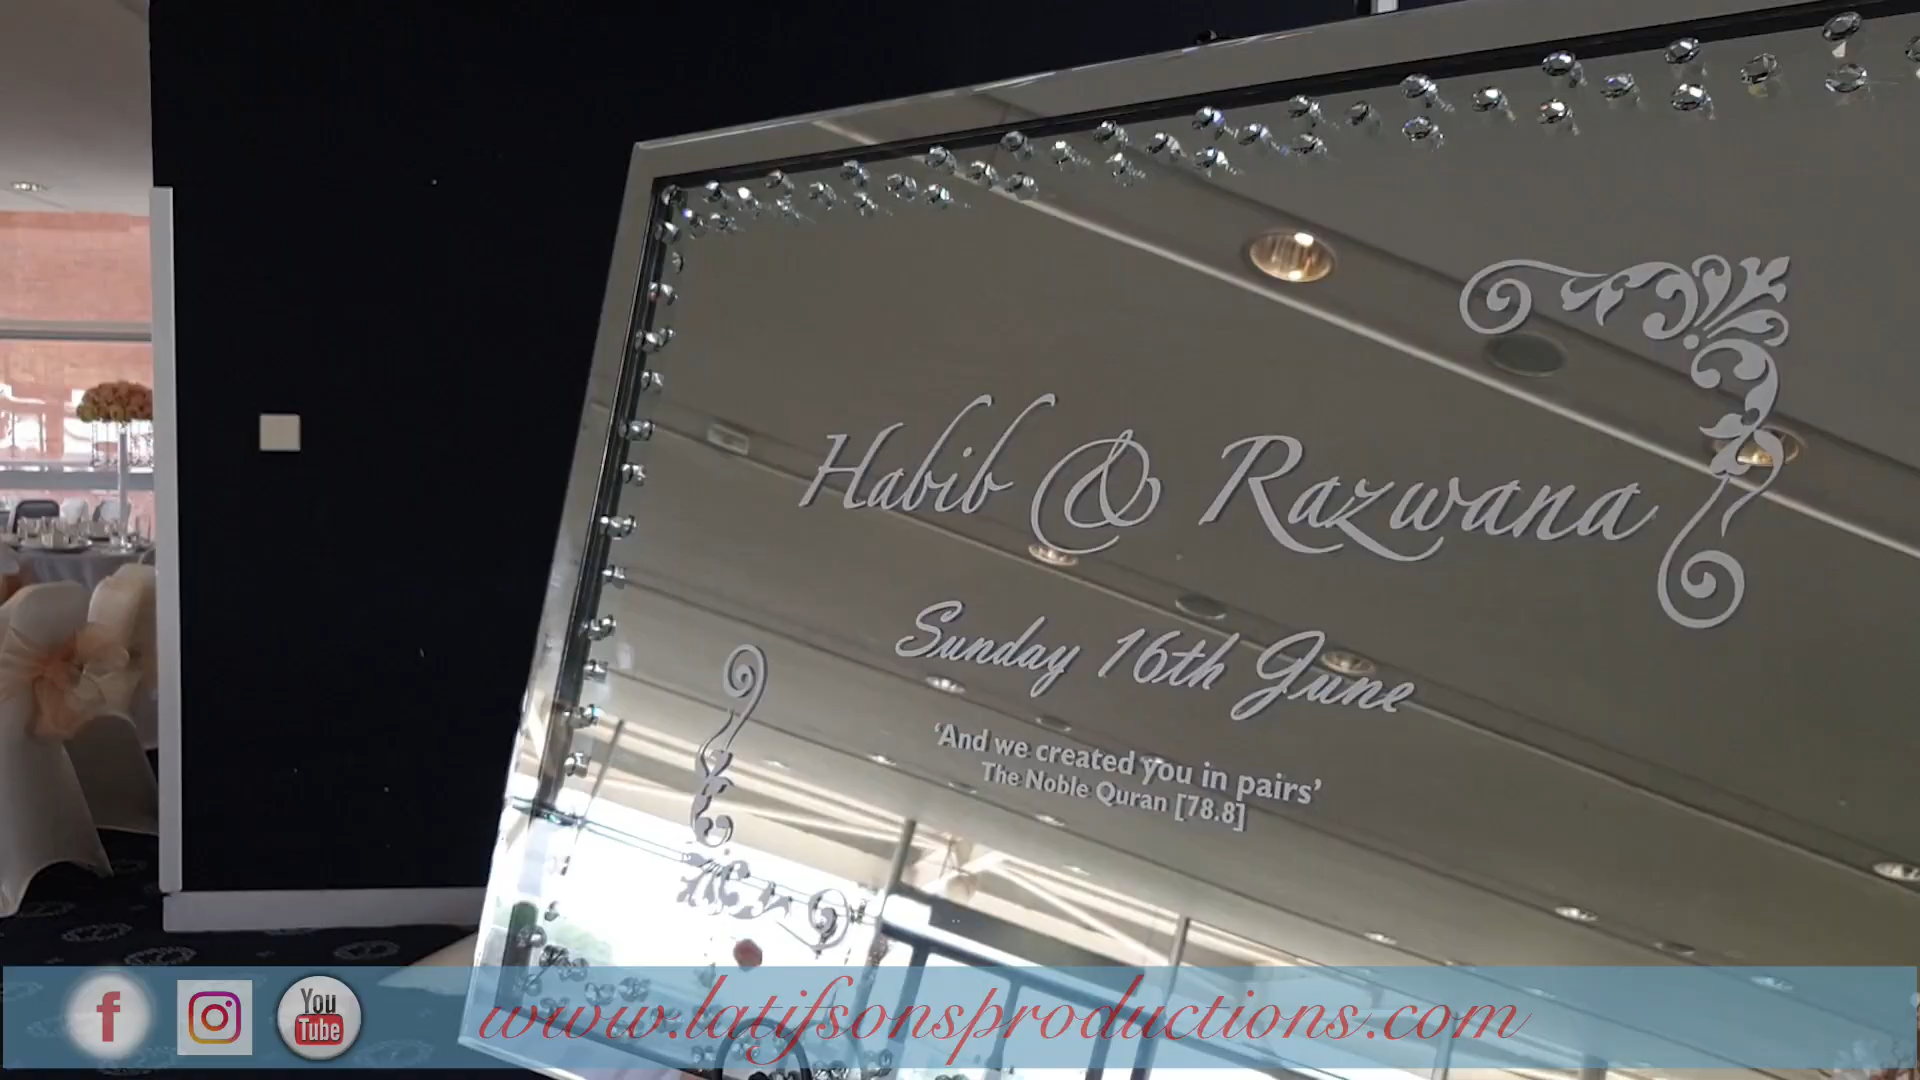 Habib & Razwana
Sunday 16th June
‘And we created you in pairs’
The Noble Quran [78.8]
f
You
Tube
www.latifsonsproductions.com